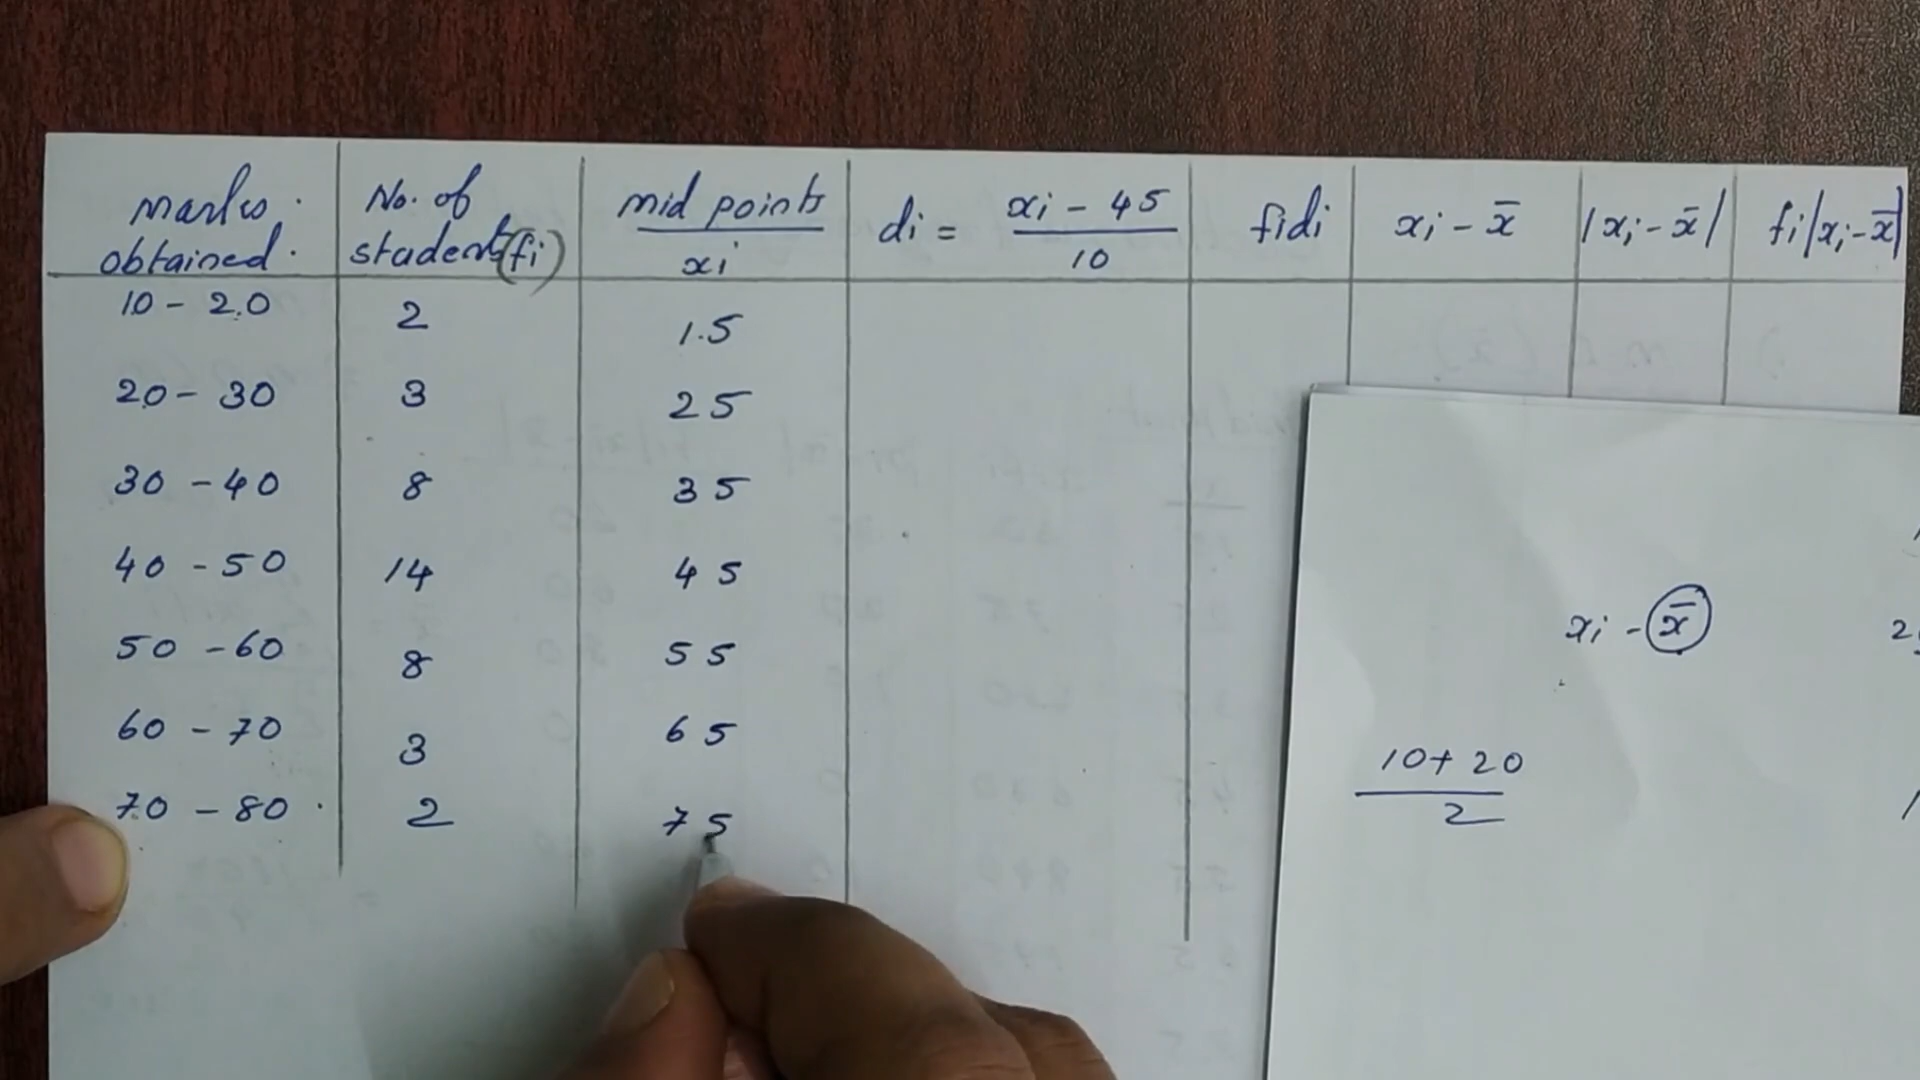 marks obtained. | No. of students (fi) | mid points / xi | di = xi - 45 / 10 | fidi | xi - x̄ | |xi - x̄| | fi|xi - x̄|
10 - 20 2 1.5
20 - 30 3 25
30 - 40 8 35
40 - 50 14 45
50 - 60 8 55
60 - 70 3 65
70 - 80 2 75
xi - x̄
10 + 20
2